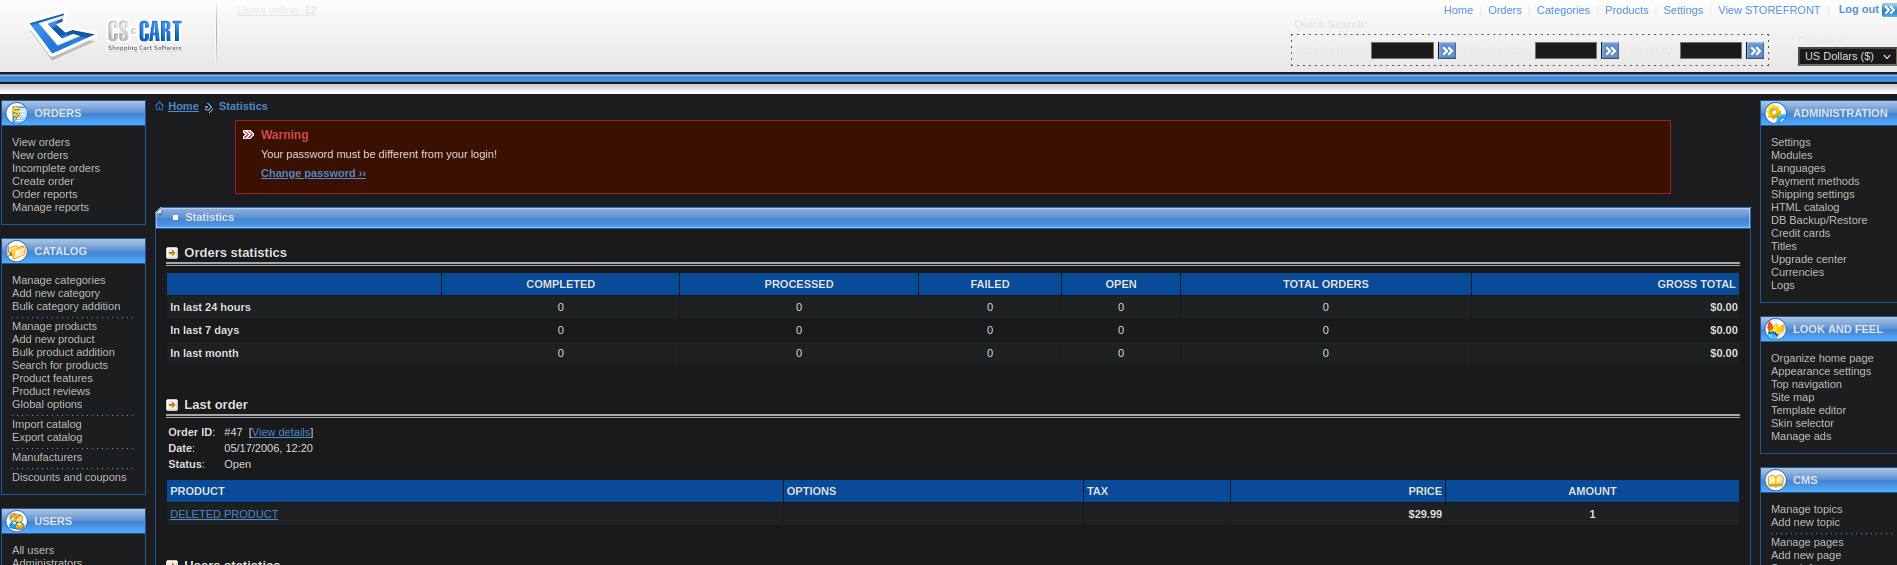 CS-CART
Shopping Cart Software
Users online: 12
Home | Orders | Categories | Products | Settings | View STOREFRONT | Log out
Quick Search:
US Dollars ($)
ORDERS
View orders
New orders
Incomplete orders
Create order
Order reports
Manage reports
CATALOG
Manage categories
Add new category
Bulk category addition
Manage products
Add new product
Bulk product addition
Search for products
Product features
Product reviews
Global options
Import catalog
Export catalog
Manufacturers
Discounts and coupons
USERS
All users
Administrators
Home Statistics
Warning
Your password must be different from your login!
Change password ››
Statistics
Orders statistics
COMPLETED PROCESSED FAILED OPEN TOTAL ORDERS GROSS TOTAL
In last 24 hours 0 0 0 0 0 $0.00
In last 7 days 0 0 0 0 0 $0.00
In last month 0 0 0 0 0 $0.00
Last order
Order ID: #47 [View details]
Date: 05/17/2006, 12:20
Status: Open
PRODUCT OPTIONS TAX PRICE AMOUNT
DELETED PRODUCT $29.99 1
Users statistics
ADMINISTRATION
Settings
Modules
Languages
Payment methods
Shipping settings
HTML catalog
DB Backup/Restore
Credit cards
Titles
Upgrade center
Currencies
Logs
LOOK AND FEEL
Organize home page
Appearance settings
Top navigation
Site map
Template editor
Skin selector
Manage ads
CMS
Manage topics
Add new topic
Manage pages
Add new page